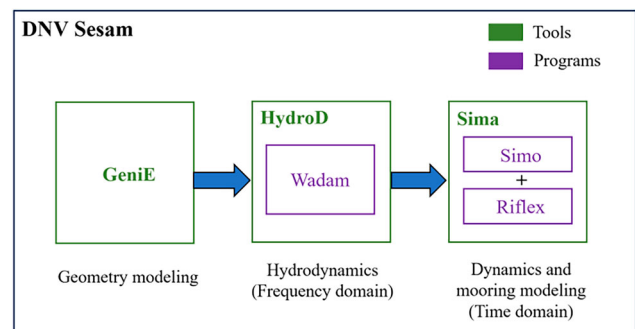 DNV Sesam
Tools
Programs
GeniE
HydroD
Wadam
Sima
Simo
+
Riflex
Geometry modeling
Hydrodynamics
(Frequency domain)
Dynamics and
mooring modeling
(Time domain)